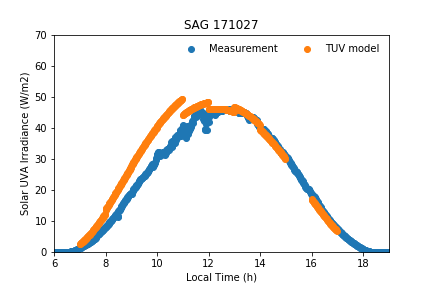 SAG 171027
Measurement
TUV model
Solar UVA Irradiance (W/m2)
70
60
50
40
30
20
10
0
6 8 10 12 14 16 18
Local Time (h)